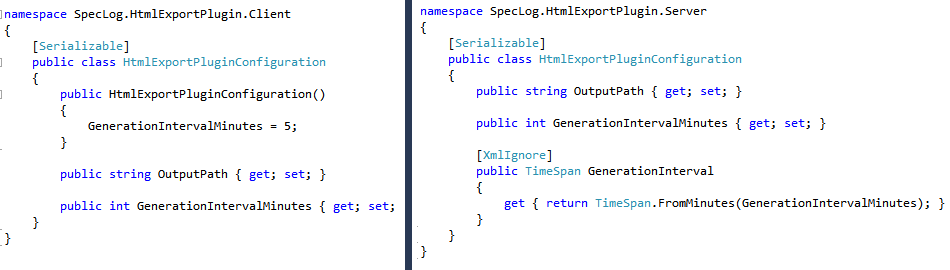 namespace SpecLog.HtmlExportPlugin.Client
{
    [Serializable]
    public class HtmlExportPluginConfiguration
    {
        public HtmlExportPluginConfiguration()
        {
            GenerationIntervalMinutes = 5;
        }

        public string OutputPath { get; set; }

        public int GenerationIntervalMinutes { get; set;
    }
}
namespace SpecLog.HtmlExportPlugin.Server
{
    [Serializable]
    public class HtmlExportPluginConfiguration
    {
        public string OutputPath { get; set; }

        public int GenerationIntervalMinutes { get; set; }

        [XmlIgnore]
        public TimeSpan GenerationInterval
        {
            get { return TimeSpan.FromMinutes(GenerationIntervalMinutes); }
        }
    }
}